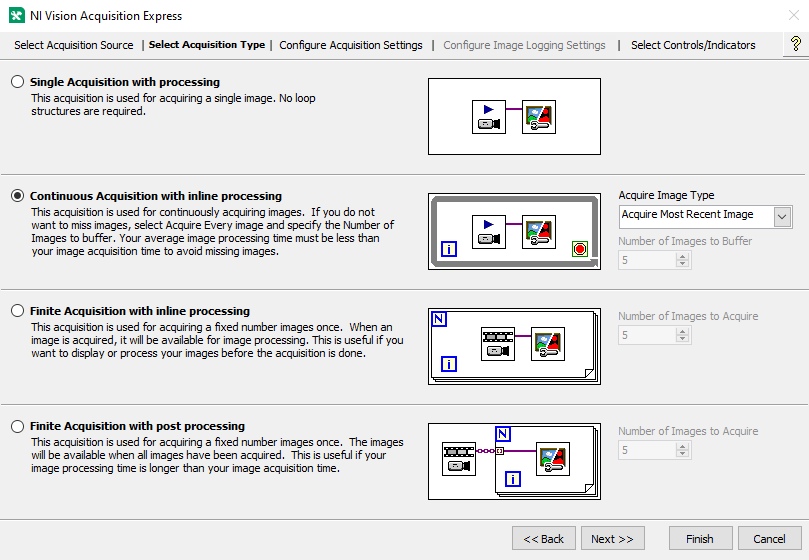 NI Vision Acquisition Express
Select Acquisition Source | Select Acquisition Type | Configure Acquisition Settings | Configure Image Logging Settings | Select Controls/Indicators ?
Single Acquisition with processing
This acquisition is used for acquiring a single image. No loop
structures are required.
Continuous Acquisition with inline processing
This acquisition is used for continuously acquiring images. If you do not
want to miss images, select Acquire Every image and specify the Number of
Images to buffer. Your average image processing time must be less than
your image acquisition time to avoid missing images.
i
Acquire Image Type
Acquire Most Recent Image
Number of Images to Buffer
5
Finite Acquisition with inline processing
This acquisition is used for acquiring a fixed number images once. When an
image is acquired, it will be available for image processing. This is useful if you
want to display or process your images before the acquisition is done.
N
i
Number of Images to Acquire
5
Finite Acquisition with post processing
This acquisition is used for acquiring a fixed number images once. The images
will be available when all images have been acquired. This is useful if your
image processing time is longer than your image acquisition time.
N
i
Number of Images to Acquire
5
<< Back
Next >>
Finish
Cancel